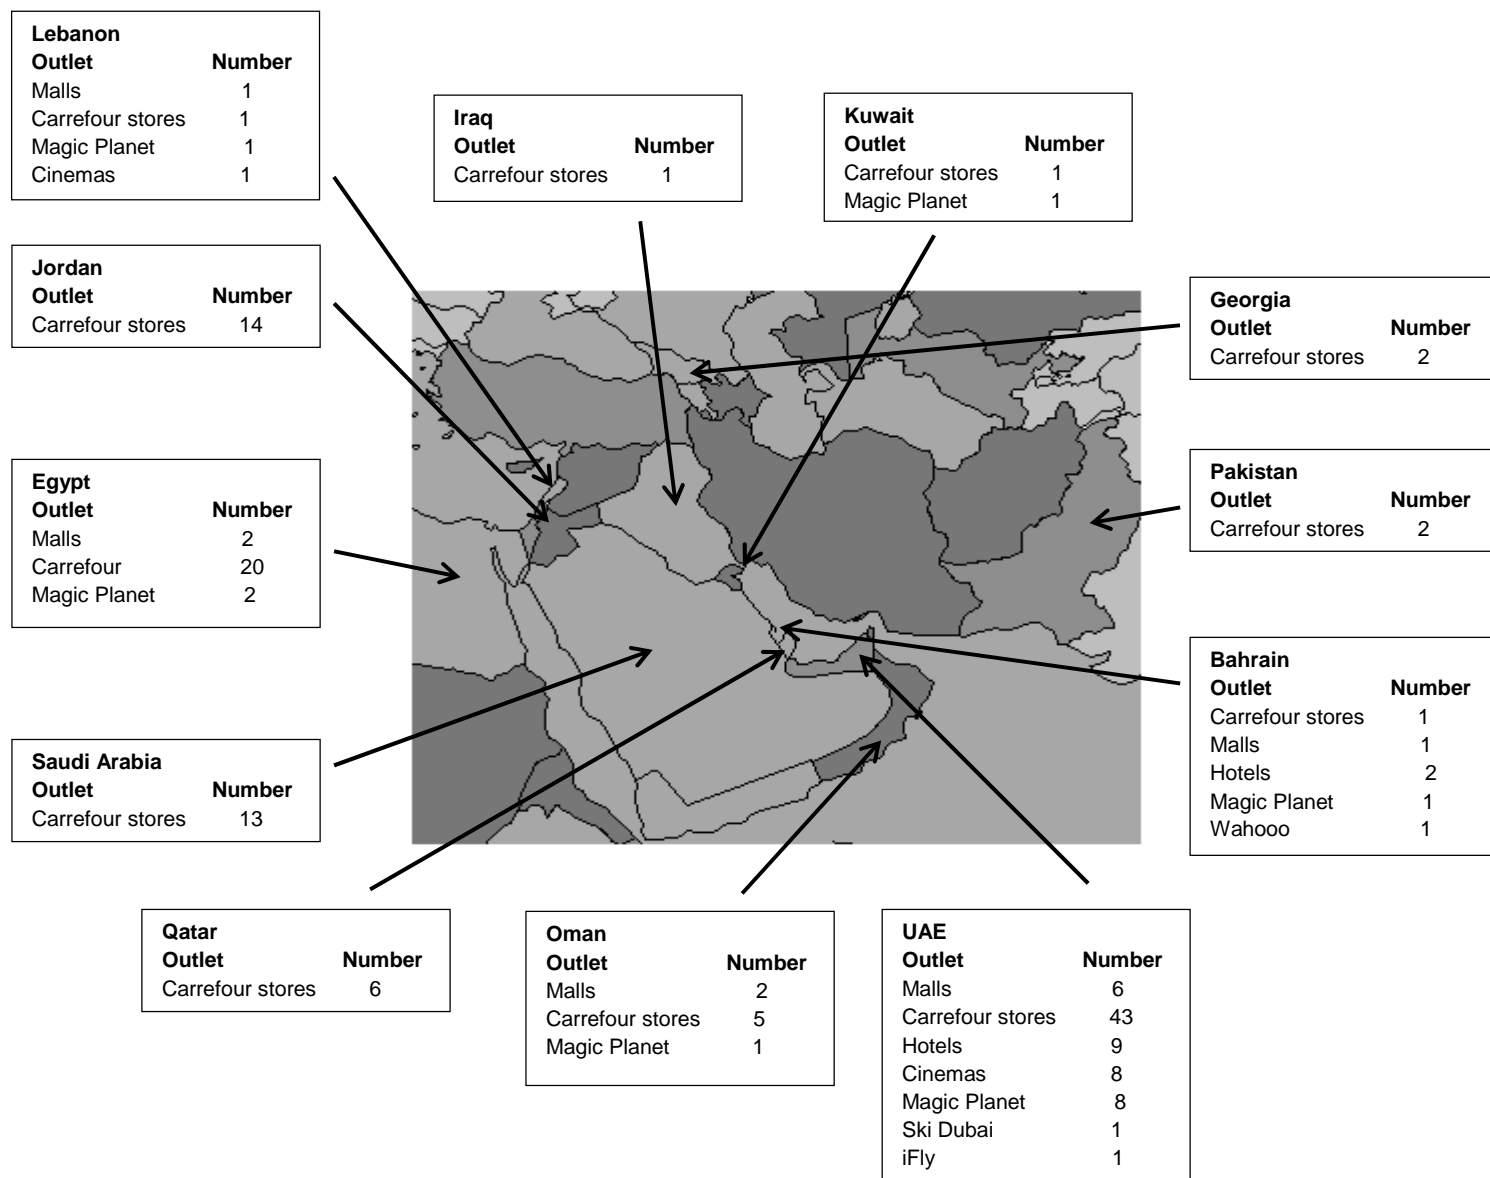 Lebanon
Outlet Number
Malls 1
Carrefour stores 1
Magic Planet 1
Cinemas 1
Iraq
Outlet Number
Carrefour stores 1
Kuwait
Outlet Number
Carrefour stores 1
Magic Planet 1
Jordan
Outlet Number
Carrefour stores 14
Georgia
Outlet Number
Carrefour stores 2
Egypt
Outlet Number
Malls 2
Carrefour 20
Magic Planet 2
Pakistan
Outlet Number
Carrefour stores 2
Bahrain
Outlet Number
Carrefour stores 1
Malls 1
Hotels 2
Magic Planet 1
Wahooo 1
Saudi Arabia
Outlet Number
Carrefour stores 13
Qatar
Outlet Number
Carrefour stores 6
Oman
Outlet Number
Malls 2
Carrefour stores 5
Magic Planet 1
UAE
Outlet Number
Malls 6
Carrefour stores 43
Hotels 9
Cinemas 8
Magic Planet 8
Ski Dubai 1
iFly 1